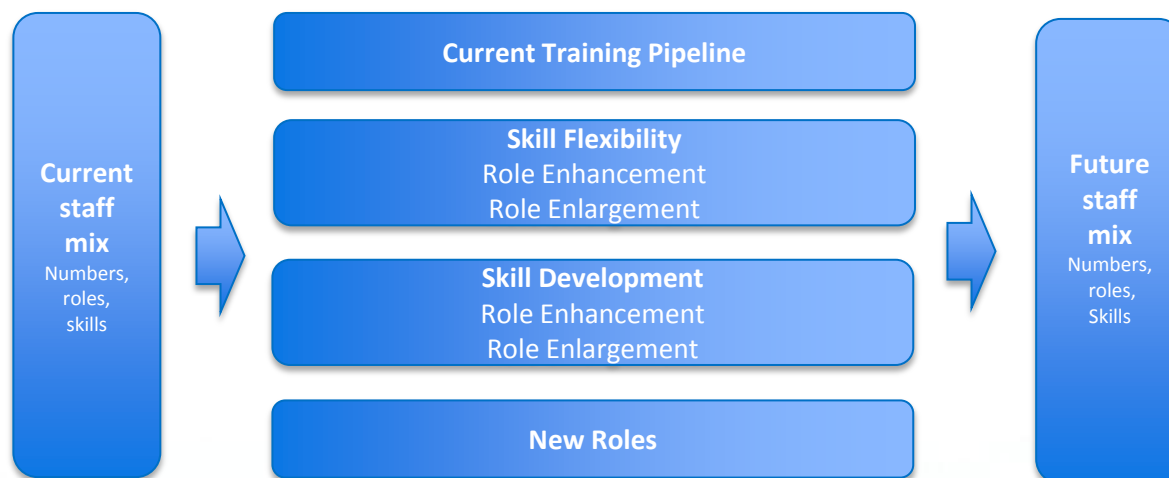 Current
staff
mix
Numbers,
roles,
skills
Current Training Pipeline
Skill Flexibility
Role Enhancement
Role Enlargement
Skill Development
Role Enhancement
Role Enlargement
New Roles
Future
staff
mix
Numbers,
roles,
Skills